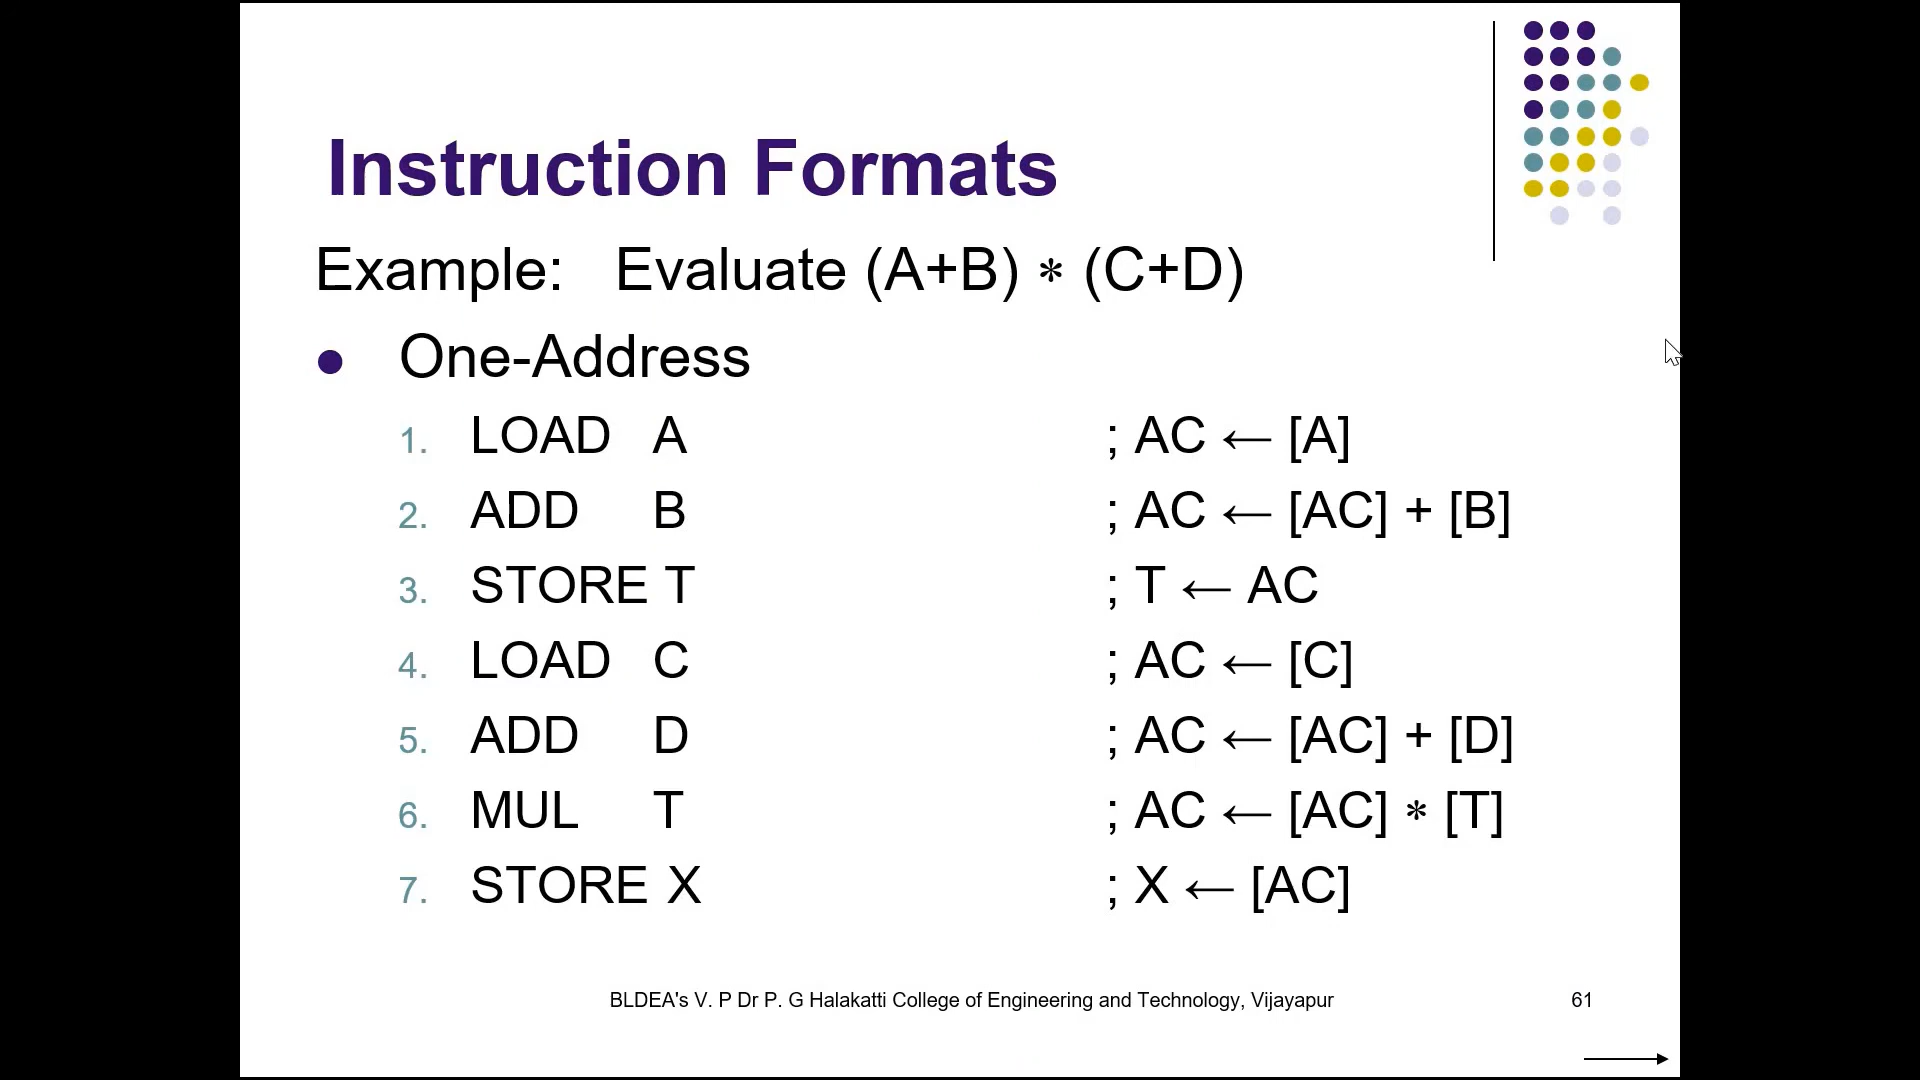 Instruction Formats
Example: Evaluate (A+B) ∗ (C+D)
● One-Address
1. LOAD A ; AC ← [A]
2. ADD B ; AC ← [AC] + [B]
3. STORE T ; T ← AC
4. LOAD C ; AC ← [C]
5. ADD D ; AC ← [AC] + [D]
6. MUL T ; AC ← [AC] ∗ [T]
7. STORE X ; X ← [AC]
BLDEA's V. P Dr P. G Halakatti College of Engineering and Technology, Vijayapur 61